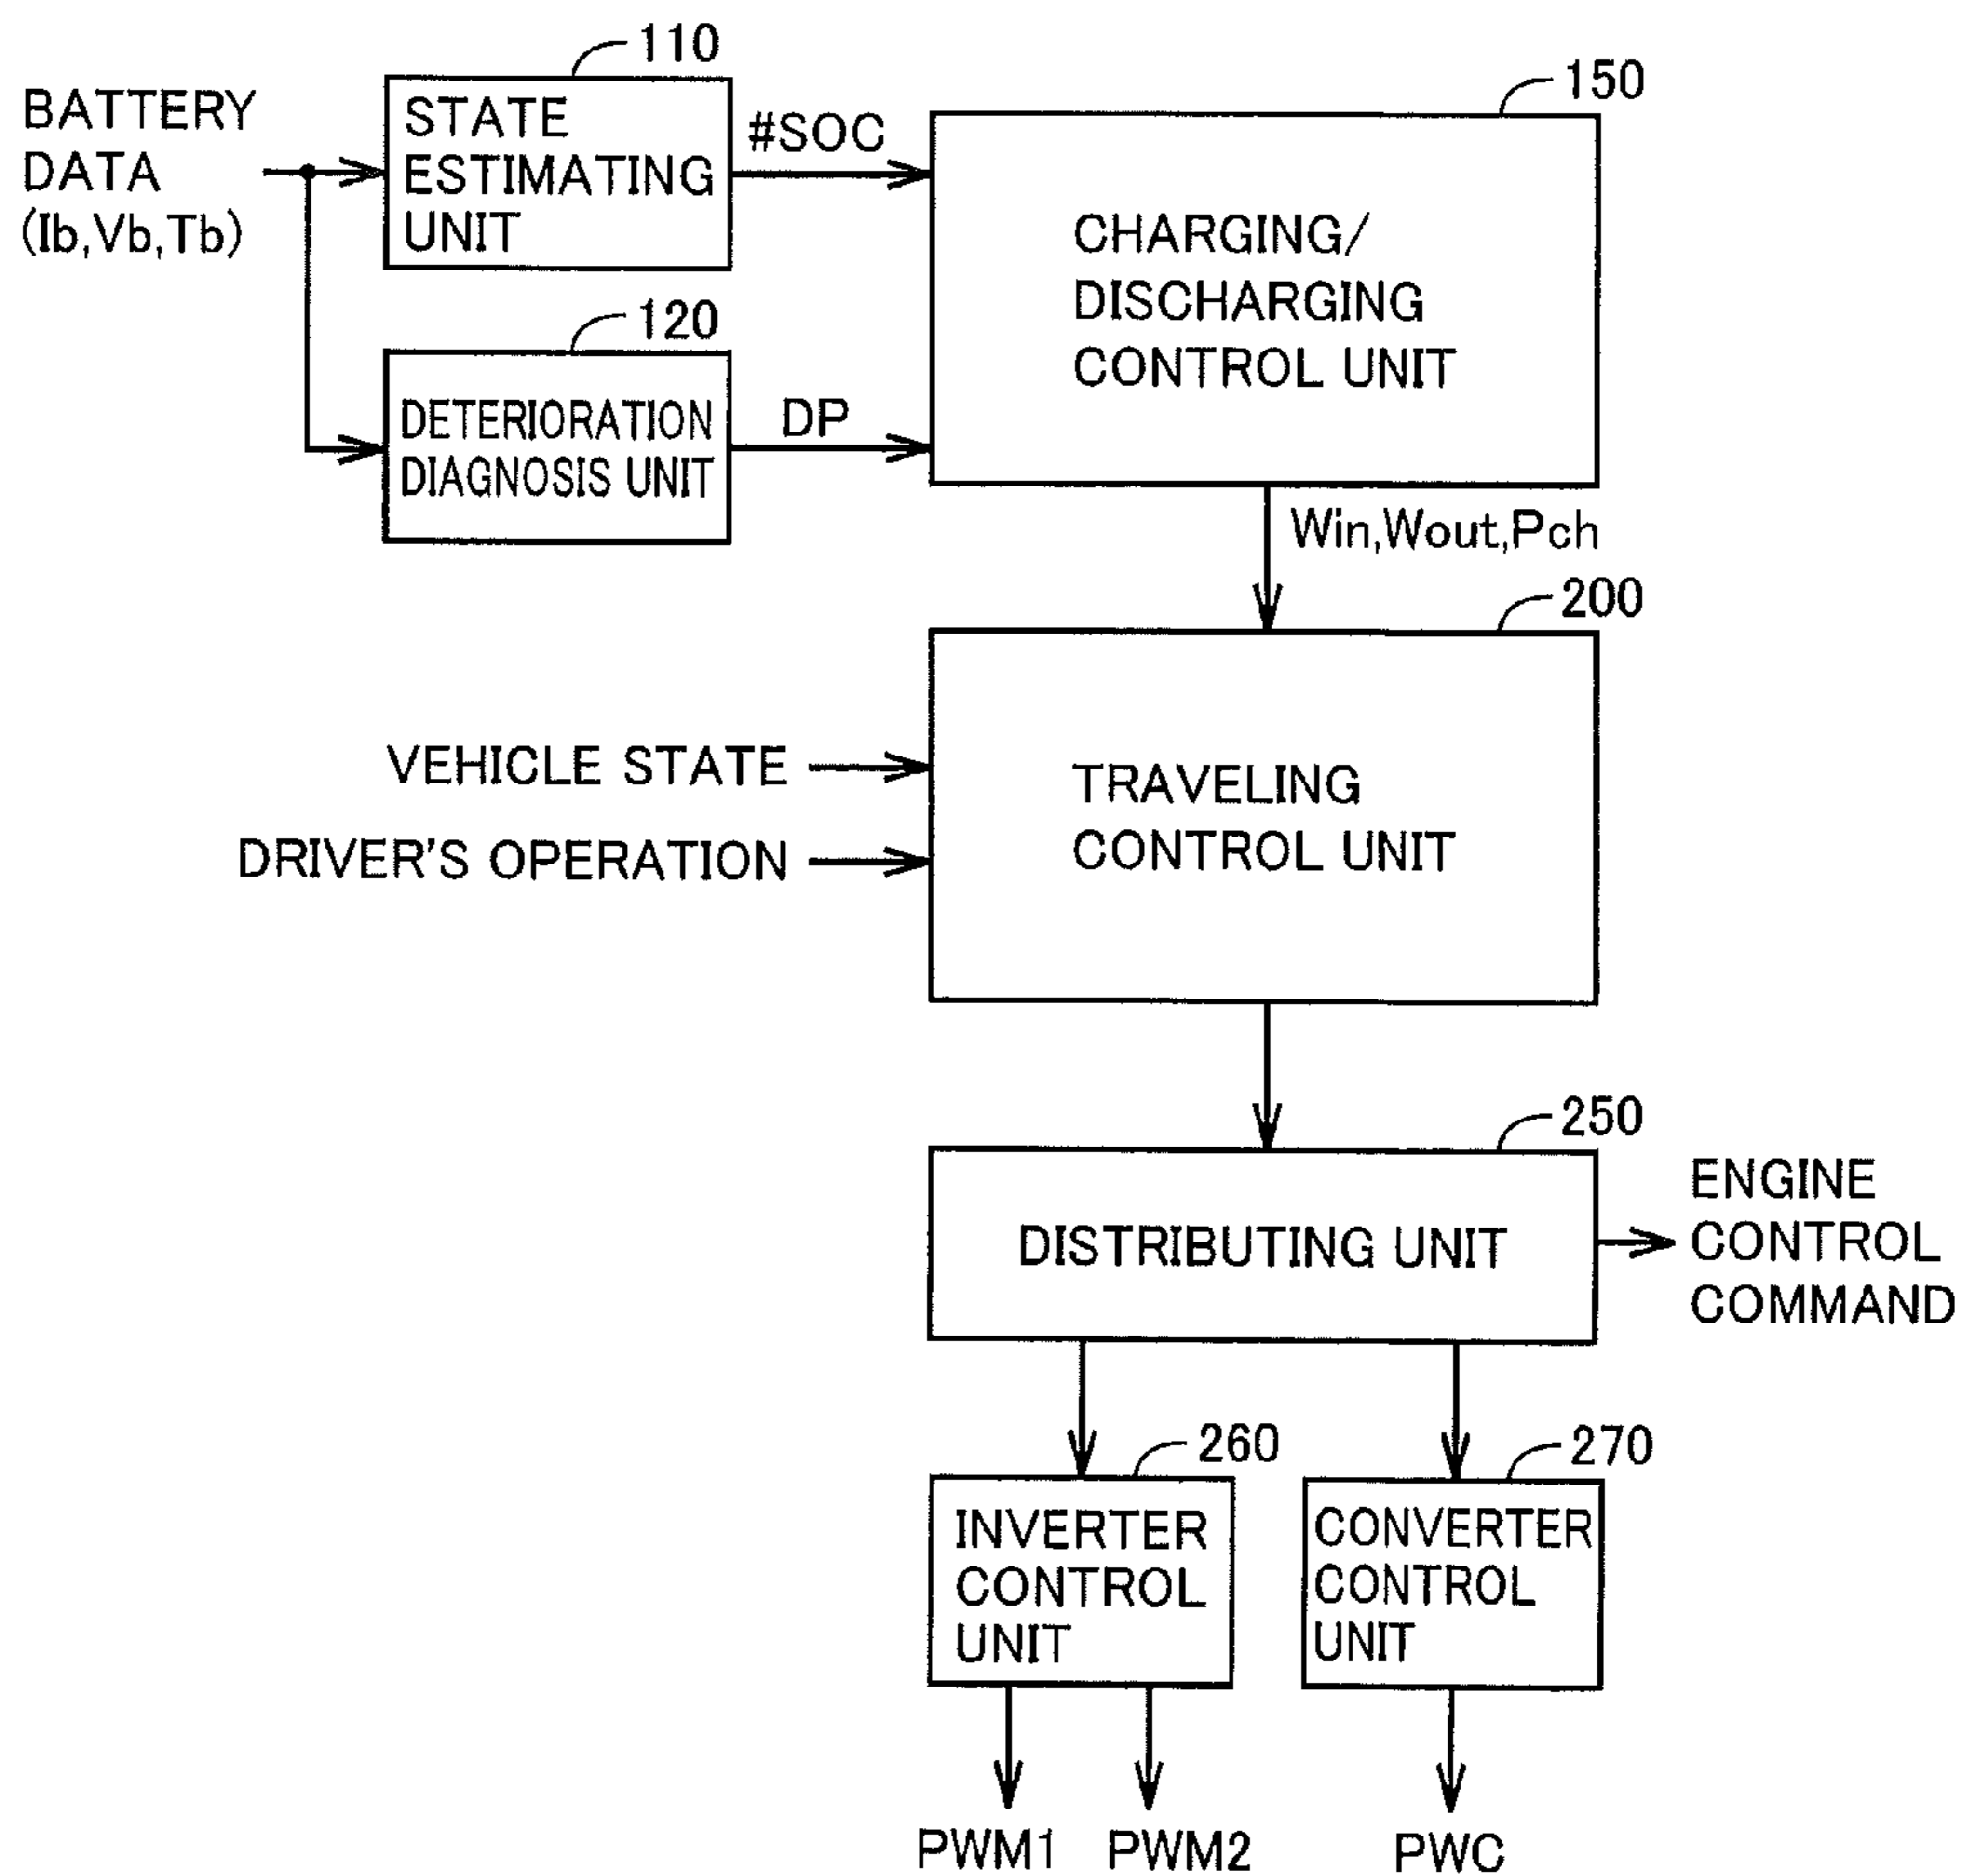 110
BATTERY
DATA
(Ib,Vb,Tb)
STATE
ESTIMATING
UNIT
#SOC
150
CHARGING/
DISCHARGING
CONTROL UNIT
120
DETERIORATION
DIAGNOSIS UNIT
DP
Win,Wout,Pch
200
VEHICLE STATE
DRIVER'S OPERATION
TRAVELING
CONTROL UNIT
250
DISTRIBUTING UNIT
ENGINE
CONTROL
COMMAND
260
INVERTER
CONTROL
UNIT
270
CONVERTER
CONTROL
UNIT
PWM1
PWM2
PWC